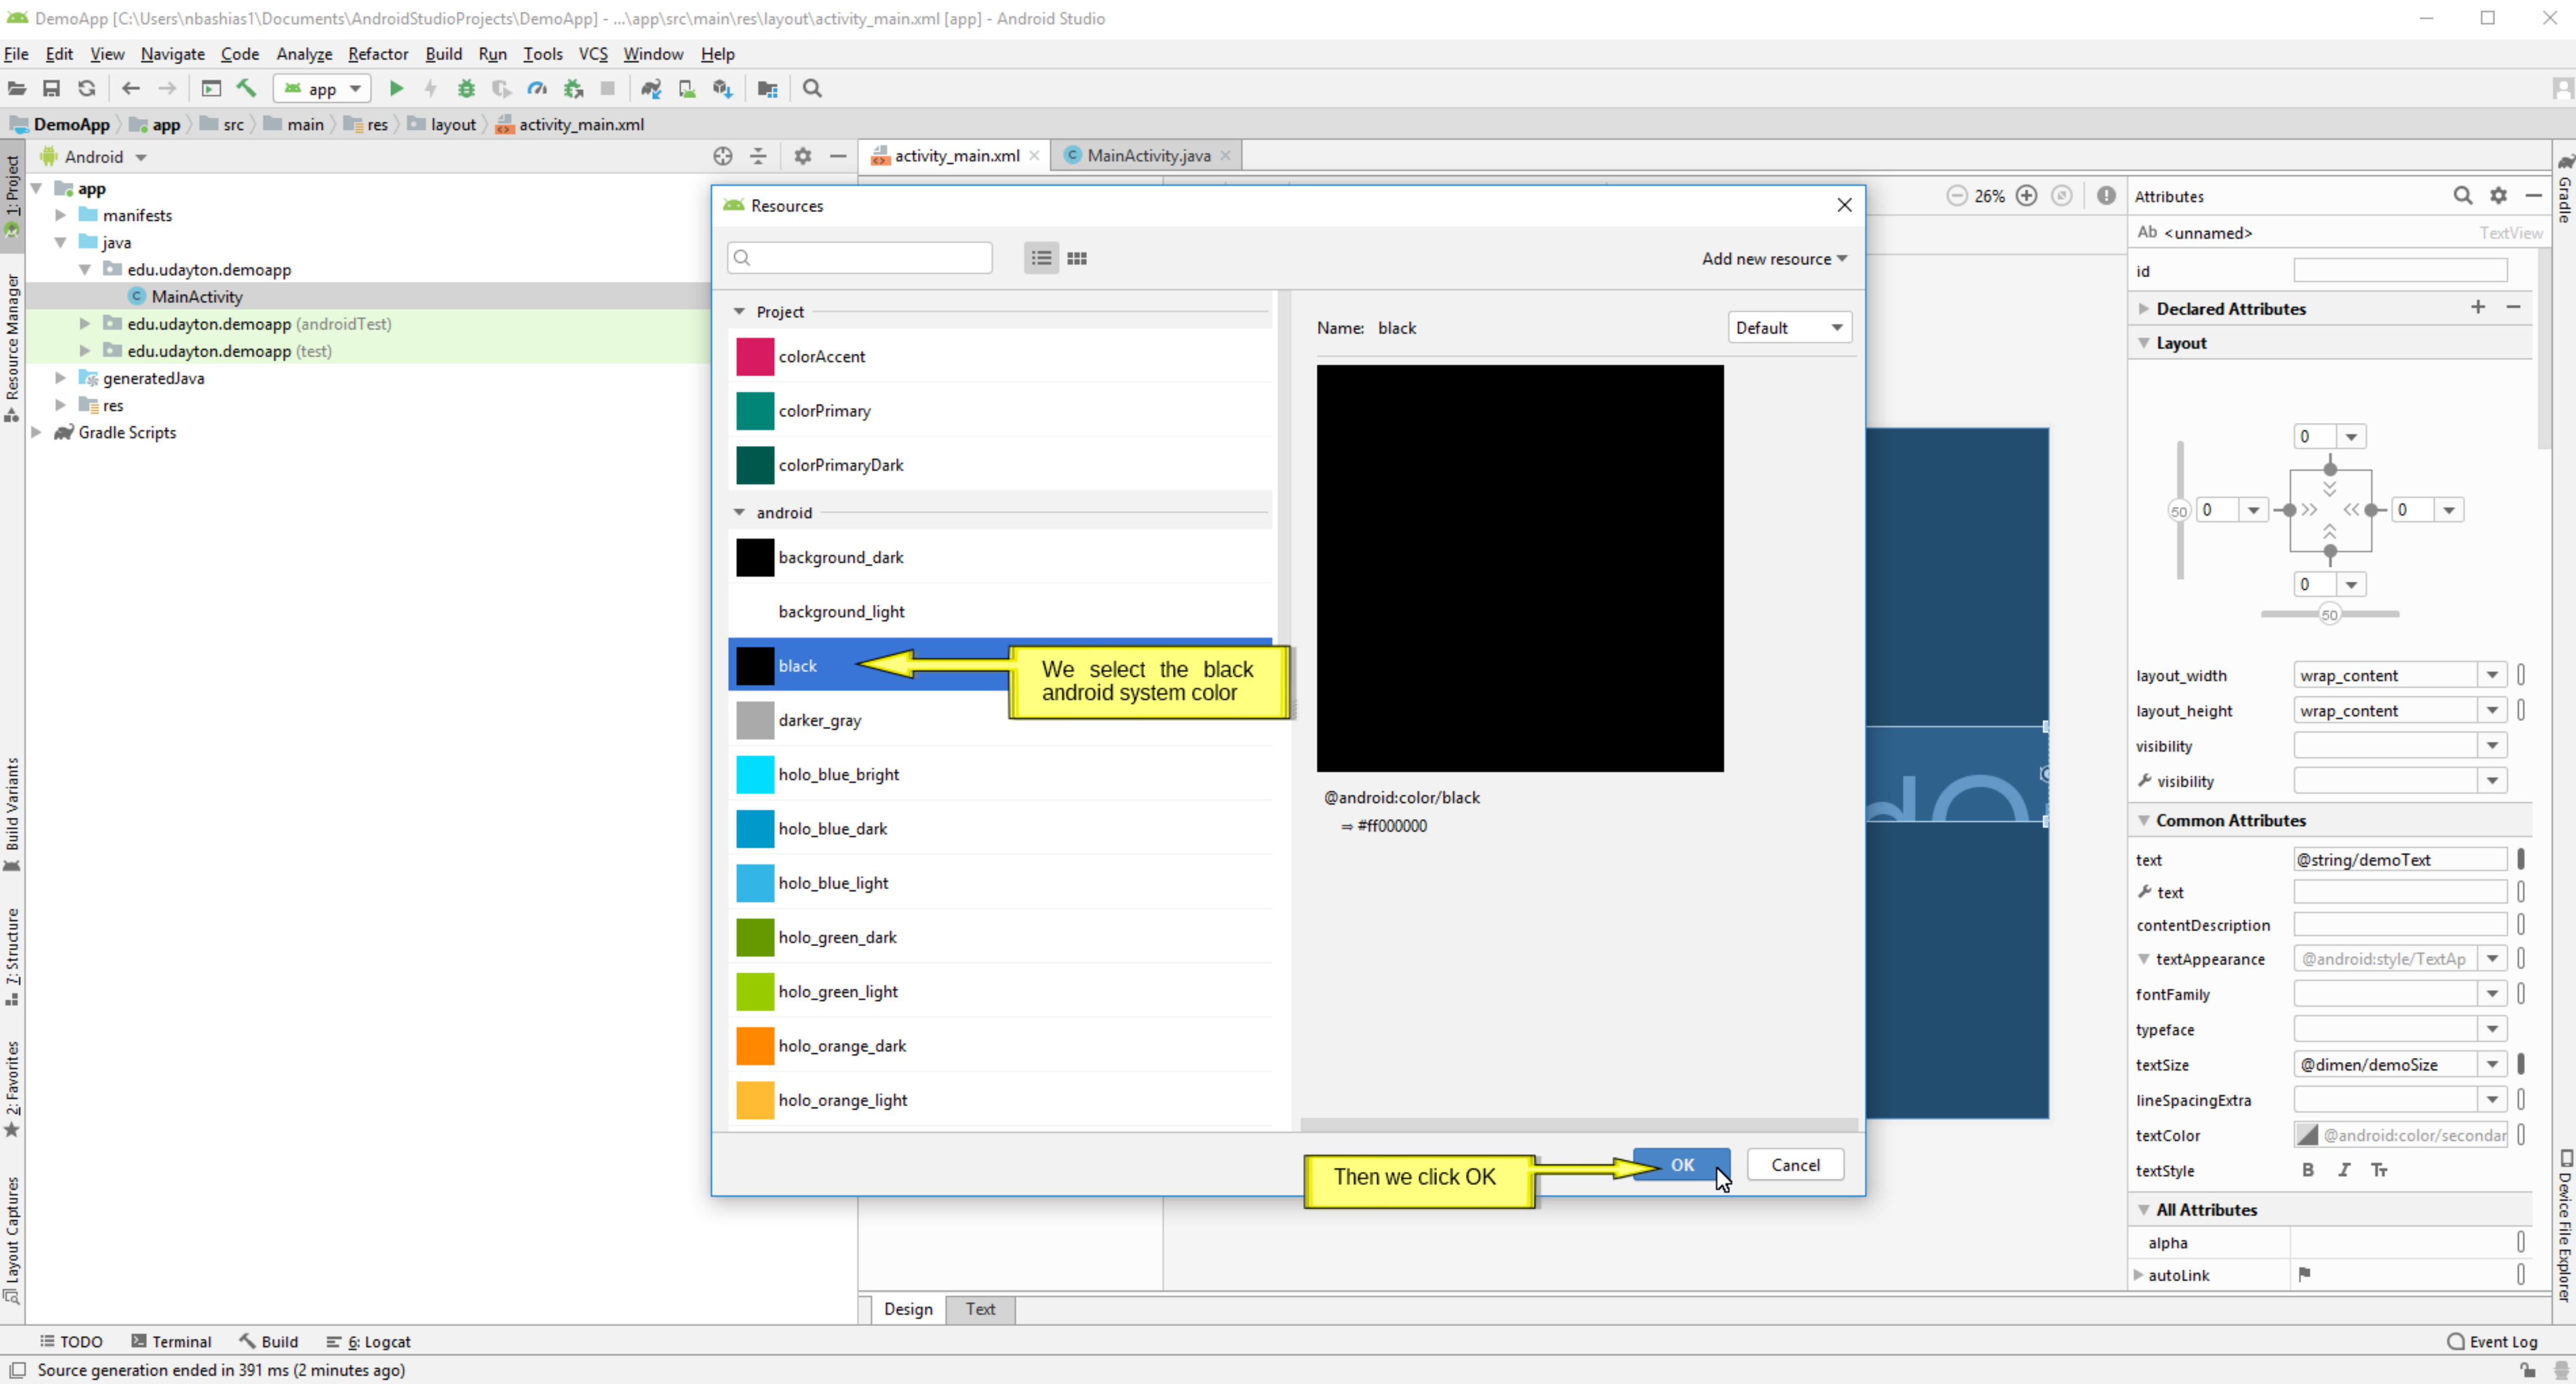 DemoApp [C:\Users\nbashias1\Documents\AndroidStudioProjects\DemoApp] - ...\app\src\main\res\layout\activity_main.xml [app] - Android Studio
File Edit View Navigate Code Analyze Refactor Build Run Tools VCS Window Help
app
DemoApp app src main res layout activity_main.xml
1: Project
Resource Manager
Build Variants
7: Structure
2: Favorites
Layout Captures
Android
app
manifests
java
edu.udayton.demoapp
MainActivity
edu.udayton.demoapp (androidTest)
edu.udayton.demoapp (test)
generatedJava
res
Gradle Scripts
activity_main.xml MainActivity.java
Resources
Add new resource
Project
colorAccent
colorPrimary
colorPrimaryDark
android
background_dark
background_light
black
We select the black
android system color
darker_gray
holo_blue_bright
holo_blue_dark
holo_blue_light
holo_green_dark
holo_green_light
holo_orange_dark
holo_orange_light
Name: black
Default
@android:color/black
⇒ #ff000000
Then we click OK
OK
Cancel
26%
Attributes
Ab <unnamed> TextView
id
Declared Attributes
Layout
0
50 0 0
0
50
layout_width wrap_content
layout_height wrap_content
visibility
visibility
Common Attributes
text @string/demoText
text
contentDescription
textAppearance @android:style/TextAp
fontFamily
typeface
textSize @dimen/demoSize
lineSpacingExtra
textColor @android:color/secondar
textStyle B I Tт
All Attributes
alpha
autoLink
Gradle
Device File Explorer
Design Text
TODO Terminal Build 6: Logcat Event Log
Source generation ended in 391 ms (2 minutes ago)